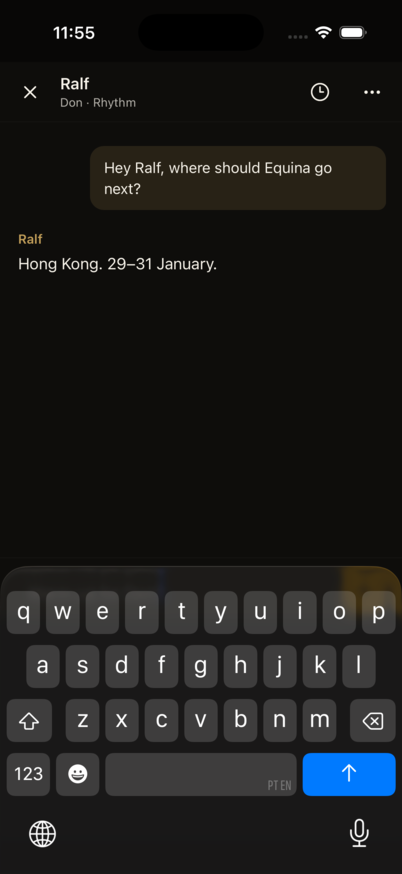 11:55
Ralf
Don · Rhythm
Hey Ralf, where should Equina go
next?
Ralf
Hong Kong. 29–31 January.
q w e r t y u i o p
a s d f g h j k l
z x c v b n m
123
PT EN